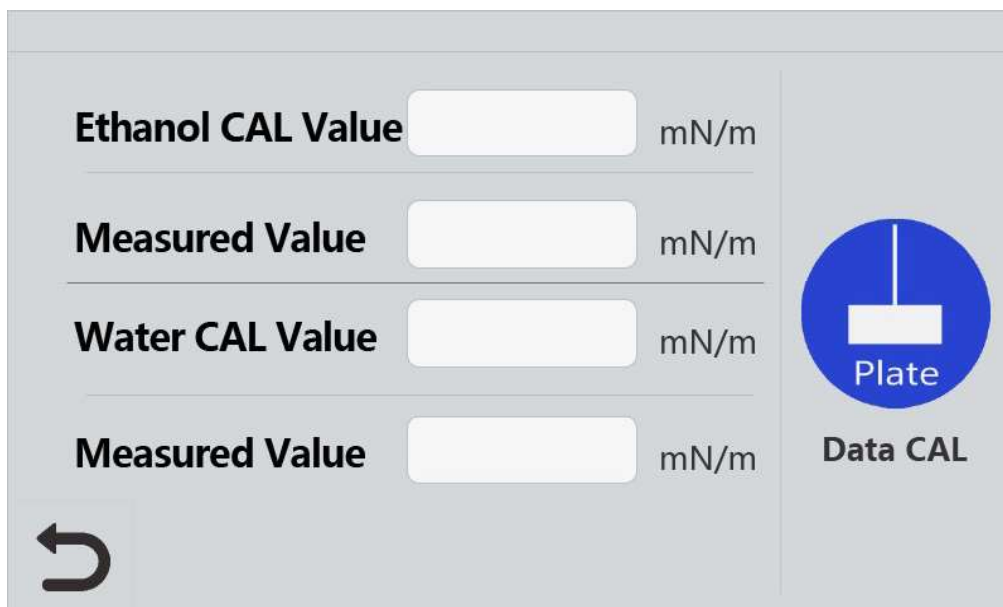 Ethanol CAL Value mN/m
Measured Value mN/m
Water CAL Value mN/m
Measured Value mN/m
Plate
Data CAL